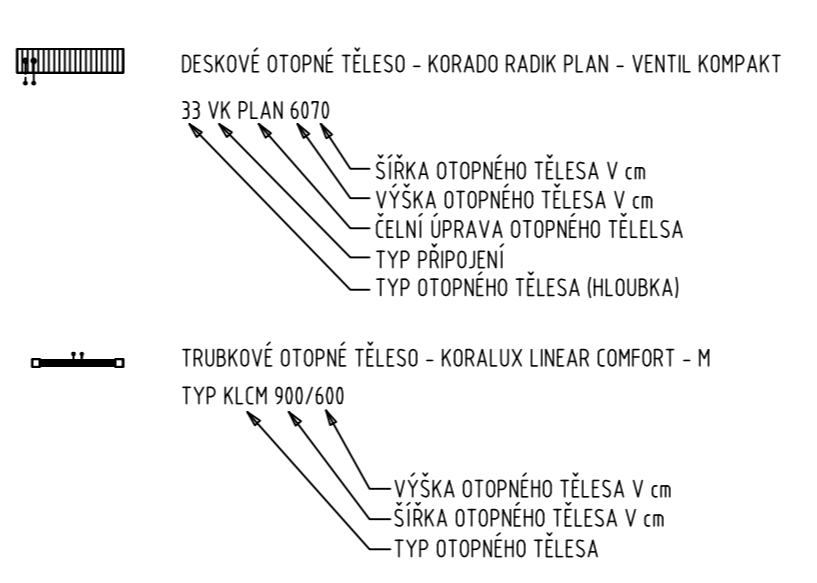 DESKOVÉ OTOPNÉ TĚLESO - KORADO RADIK PLAN - VENTIL KOMPAKT
33 VK PLAN 6070
ŠÍŘKA OTOPNÉHO TĚLESA V cm
VÝŠKA OTOPNÉHO TĚLESA V cm
ČELNÍ ÚPRAVA OTOPNÉHO TĚLELSA
TYP PŘIPOJENÍ
TYP OTOPNÉHO TĚLESA (HLOUBKA)
TRUBKOVÉ OTOPNÉ TĚLESO - KORALUX LINEAR COMFORT - M
TYP KLCM 900/600
VÝŠKA OTOPNÉHO TĚLESA V cm
ŠÍŘKA OTOPNÉHO TĚLESA V cm
TYP OTOPNÉHO TĚLESA